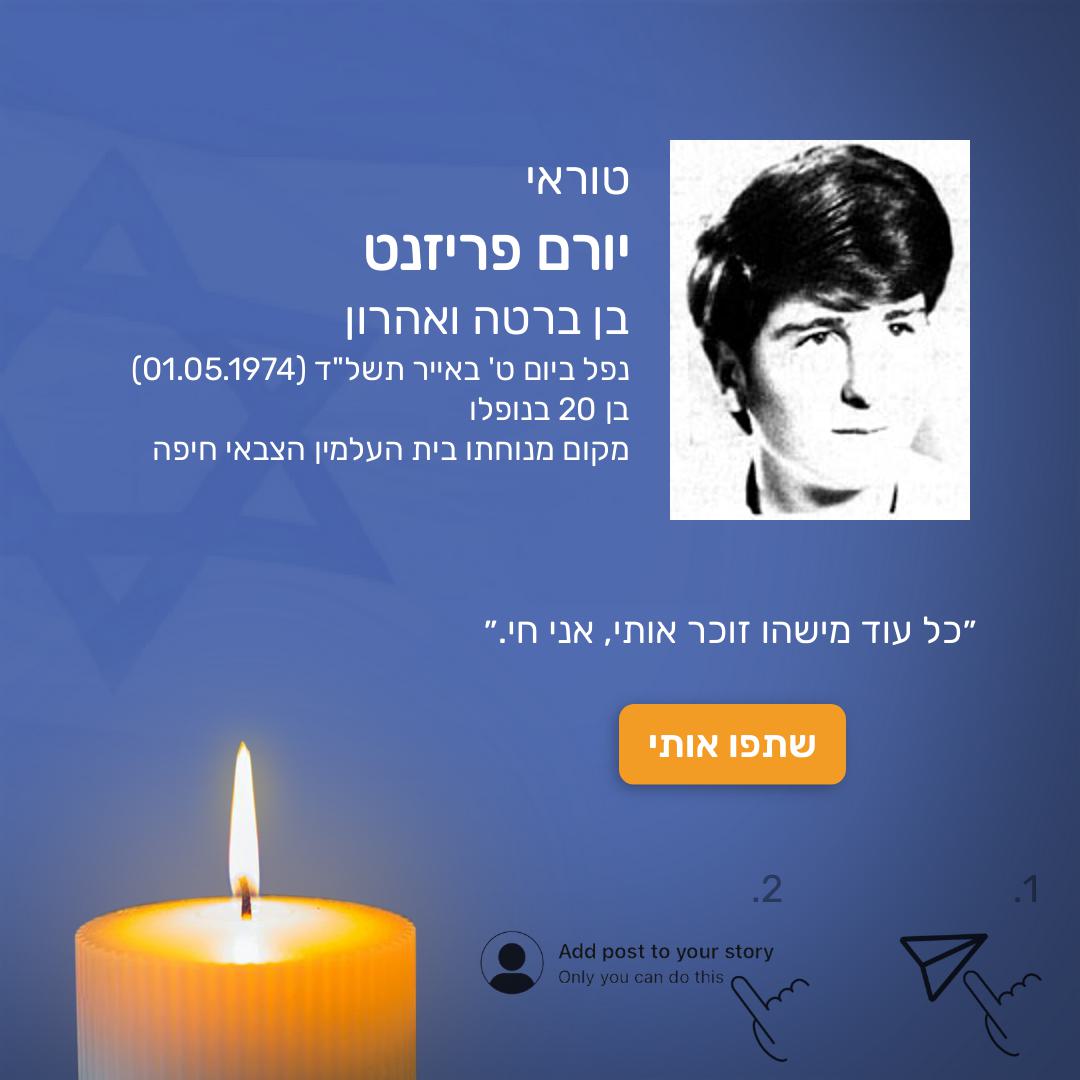 טוראי
יורם פריזנט
בן ברטה ואהרון
נפל ביום ט' באייר תשל"ד (01.05.1974)
בן 20 בנופלו
מקום מנוחתו בית העלמין הצבאי חיפה
״כל עוד מישהו זוכר אותי, אני חי.״
שתפו אותי
.1
.2
Add post to your story
Only you can do this